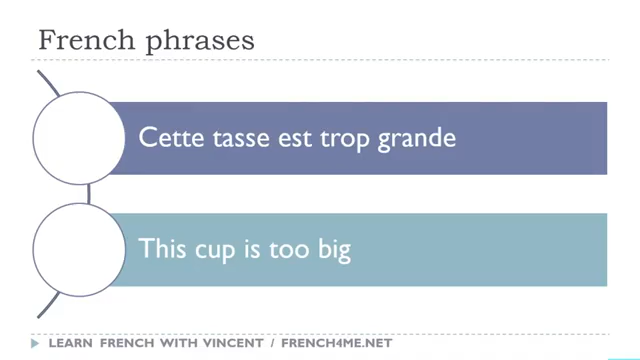 French phrases
Cette tasse est trop grande
This cup is too big
LEARN FRENCH WITH VINCENT / FRENCH4ME.NET